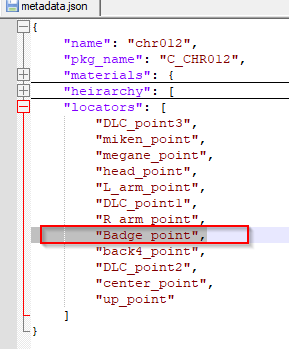 metadata.json
{
"name": "chr012",
"pkg_name": "C_CHR012",
"materials": {
"heirarchy": [
"locators": [
"DLC_point3",
"miken_point",
"megane_point",
"head_point",
"L_arm_point",
"DLC_point1",
"R_arm_point",
"Badge_point",
"back4_point",
"DLC_point2",
"center_point",
"up_point"
]
}